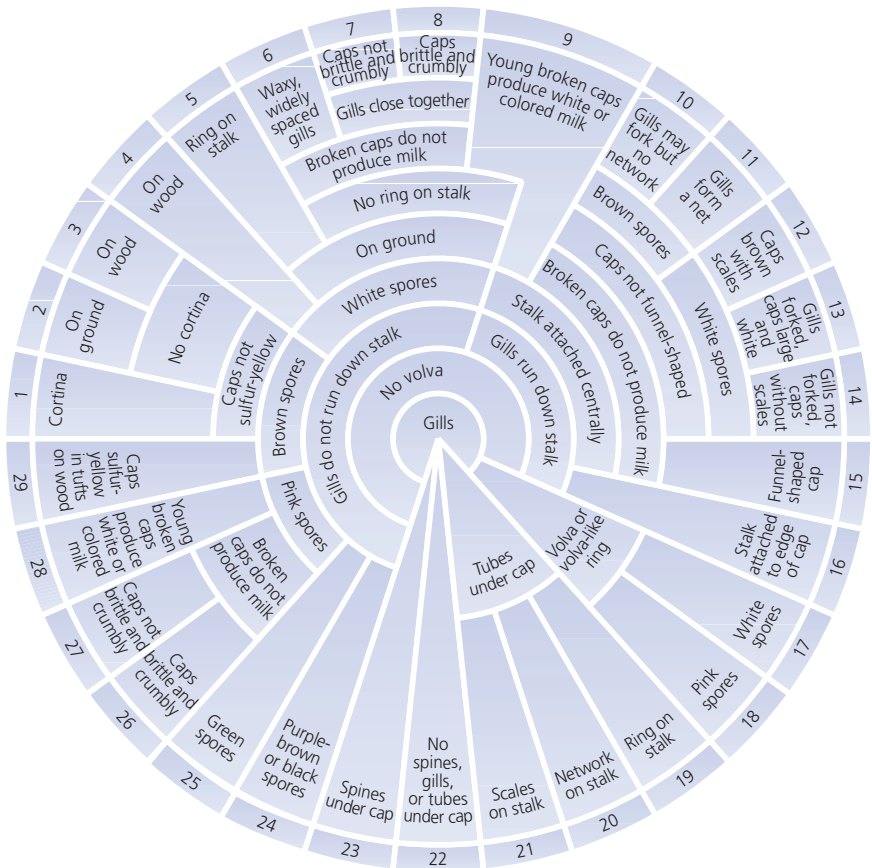 1
2
3
4
5
6
7
8
9
10
11
12
13
14
15
16
17
18
19
20
21
22
23
24
25
26
27
28
29
Cortina
On
ground
On
wood
No cortina
Caps not
sulfur-yellow
Brown spores
On
wood
Ring on
stalk
Waxy,
widely
spaced
gills
Caps not
brittle and
crumbly
Caps
brittle and
crumbly
Gills close together
Broken caps do not
produce milk
No ring on stalk
On ground
White spores
Gills do not run down stalk
No volva
Gills
Young broken caps
produce white or
colored milk
Gills may
fork but
no
network
Gills
form
a net
Brown spores
Caps
brown
with
scales
Gills
forked,
caps large
and
white
Gills not
forked,
caps
without
scales
White spores
Caps not funnel-shaped
Broken caps do not produce milk
Stalk attached centrally
Gills run down stalk
Funnel-
shaped
cap
Stalk
attached
to edge
of cap
Volva or
volva-like
ring
White
spores
Pink
spores
Tubes
under cap
Ring on
stalk
Network
on stalk
Scales
on stalk
No
spines,
gills,
or tubes
under cap
Spines
under cap
Purple-
brown
or black
spores
Green
spores
Pink spores
Broken
caps do not
produce milk
Caps
brittle and
crumbly
Caps not
brittle and
crumbly
Young
broken
caps
produce
white or
colored
milk
Caps
sulfur-
yellow
in tufts
on wood